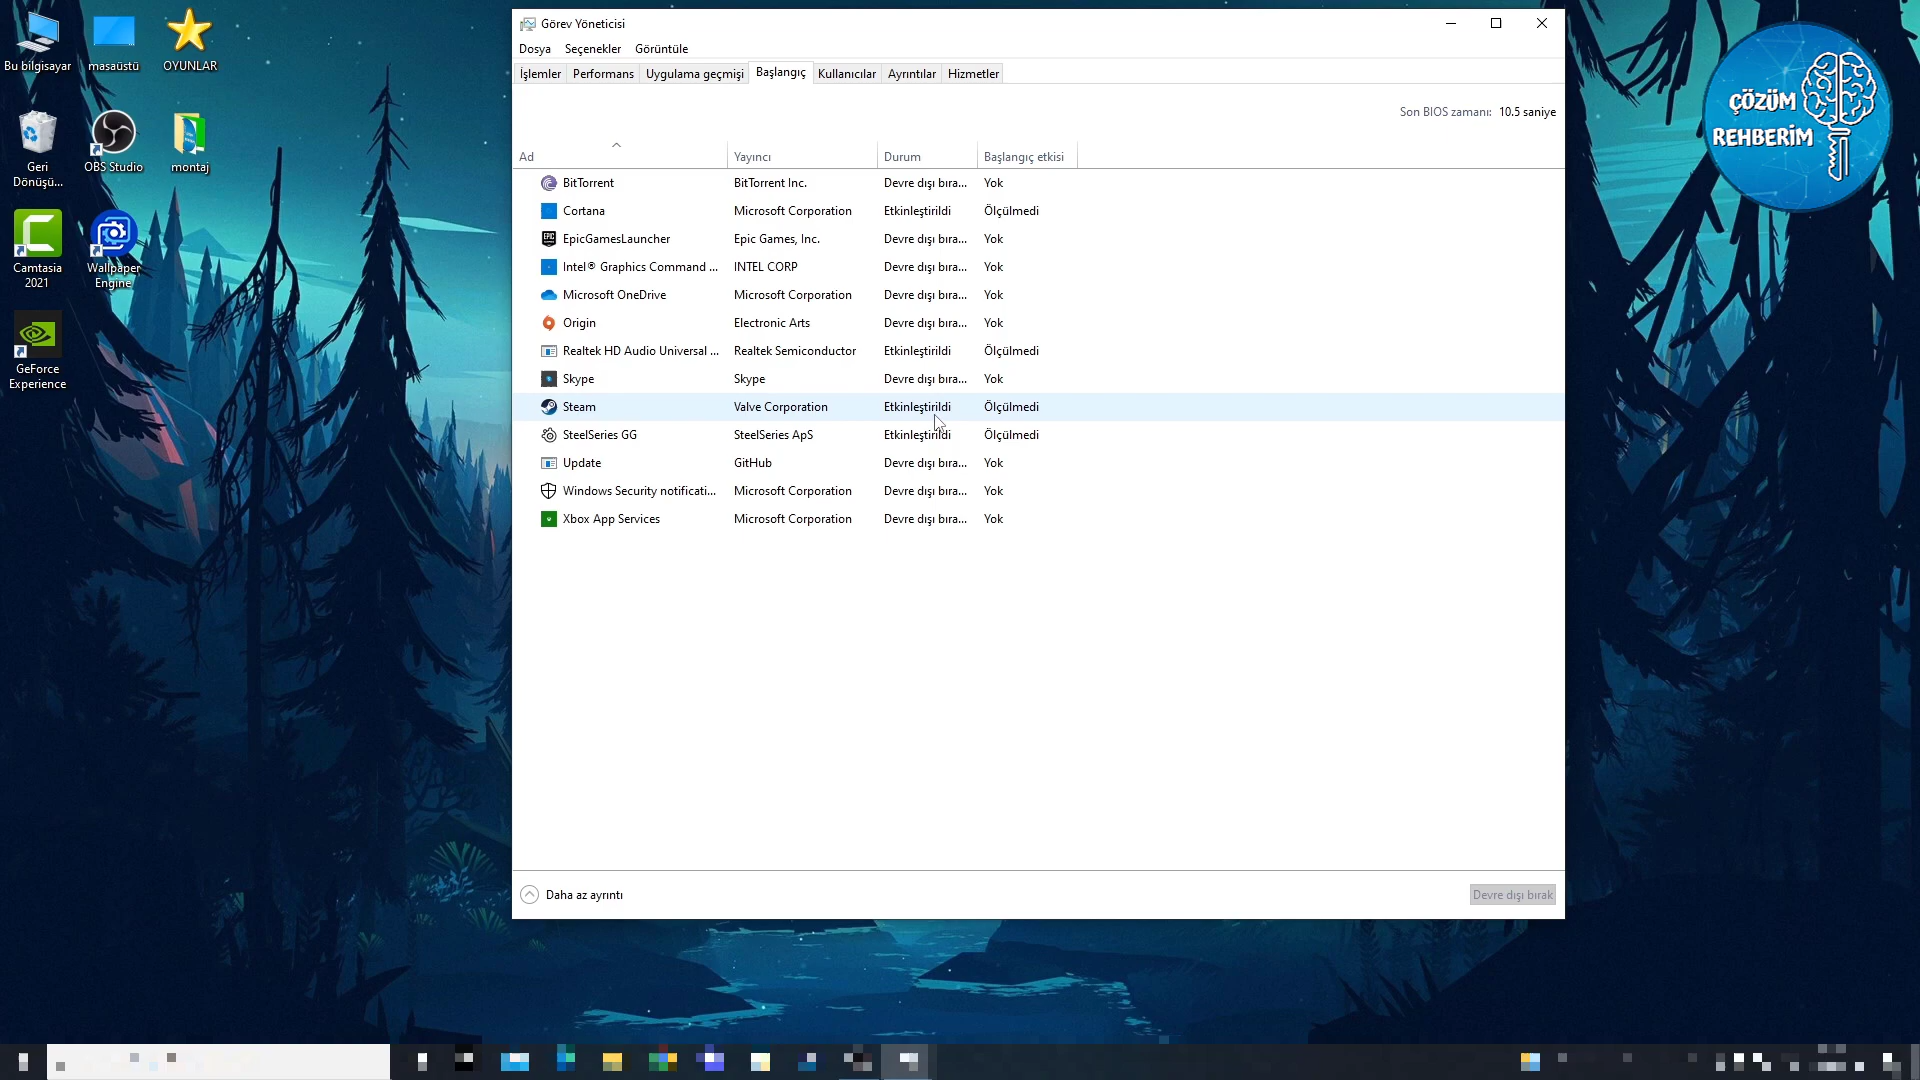 Bu bilgisayar
masaüstü
OYUNLAR
Geri
Dönüşü...
OBS Studio
montaj
Camtasia
2021
Wallpaper
Engine
GeForce
Experience
Görev Yöneticisi
Dosya Seçenekler Görüntüle
İşlemler Performans Uygulama geçmişi Başlangıç Kullanıcılar Ayrıntılar Hizmetler
Son BIOS zamanı: 10.5 saniye
Ad Yayıncı Durum Başlangıç etkisi
BitTorrent BitTorrent Inc. Devre dışı bıra... Yok
Cortana Microsoft Corporation Etkinleştirildi Ölçülmedi
EpicGamesLauncher Epic Games, Inc. Devre dışı bıra... Yok
Intel® Graphics Command ... INTEL CORP Devre dışı bıra... Yok
Microsoft OneDrive Microsoft Corporation Devre dışı bıra... Yok
Origin Electronic Arts Devre dışı bıra... Yok
Realtek HD Audio Universal ... Realtek Semiconductor Etkinleştirildi Ölçülmedi
Skype Skype Devre dışı bıra... Yok
Steam Valve Corporation Etkinleştirildi Ölçülmedi
SteelSeries GG SteelSeries ApS Etkinleştirildi Ölçülmedi
Update GitHub Devre dışı bıra... Yok
Windows Security notificati... Microsoft Corporation Devre dışı bıra... Yok
Xbox App Services Microsoft Corporation Devre dışı bıra... Yok
Daha az ayrıntı
Devre dışı bırak
ÇÖZÜM
REHBERİM